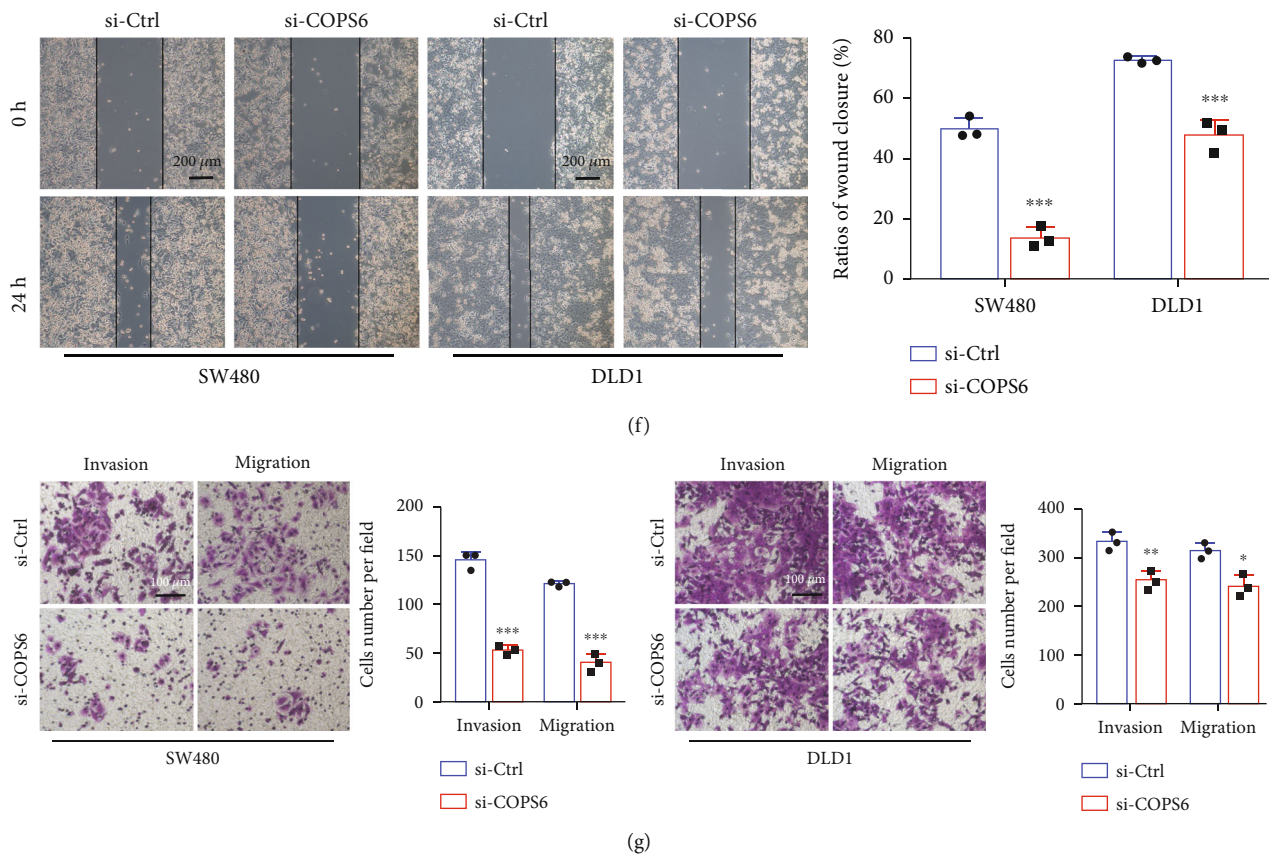 si-Ctrl si-COPS6 si-Ctrl si-COPS6
0 h
200 μm 200 μm
24 h
SW480 DLD1
Ratios of wound closure (%)
80
60
40
20
0
***
***
SW480 DLD1
si-Ctrl
si-COPS6
(f)
Invasion Migration
si-Ctrl
100 μm
si-COPS6
SW480
Cells number per field
200
150
100
50
0
*** ***
Invasion Migration
si-Ctrl
si-COPS6
Invasion Migration
si-Ctrl
100 μm
si-COPS6
DLD1
Cells number per field
400
300
200
100
0
** *
Invasion Migration
si-Ctrl
si-COPS6
(g)